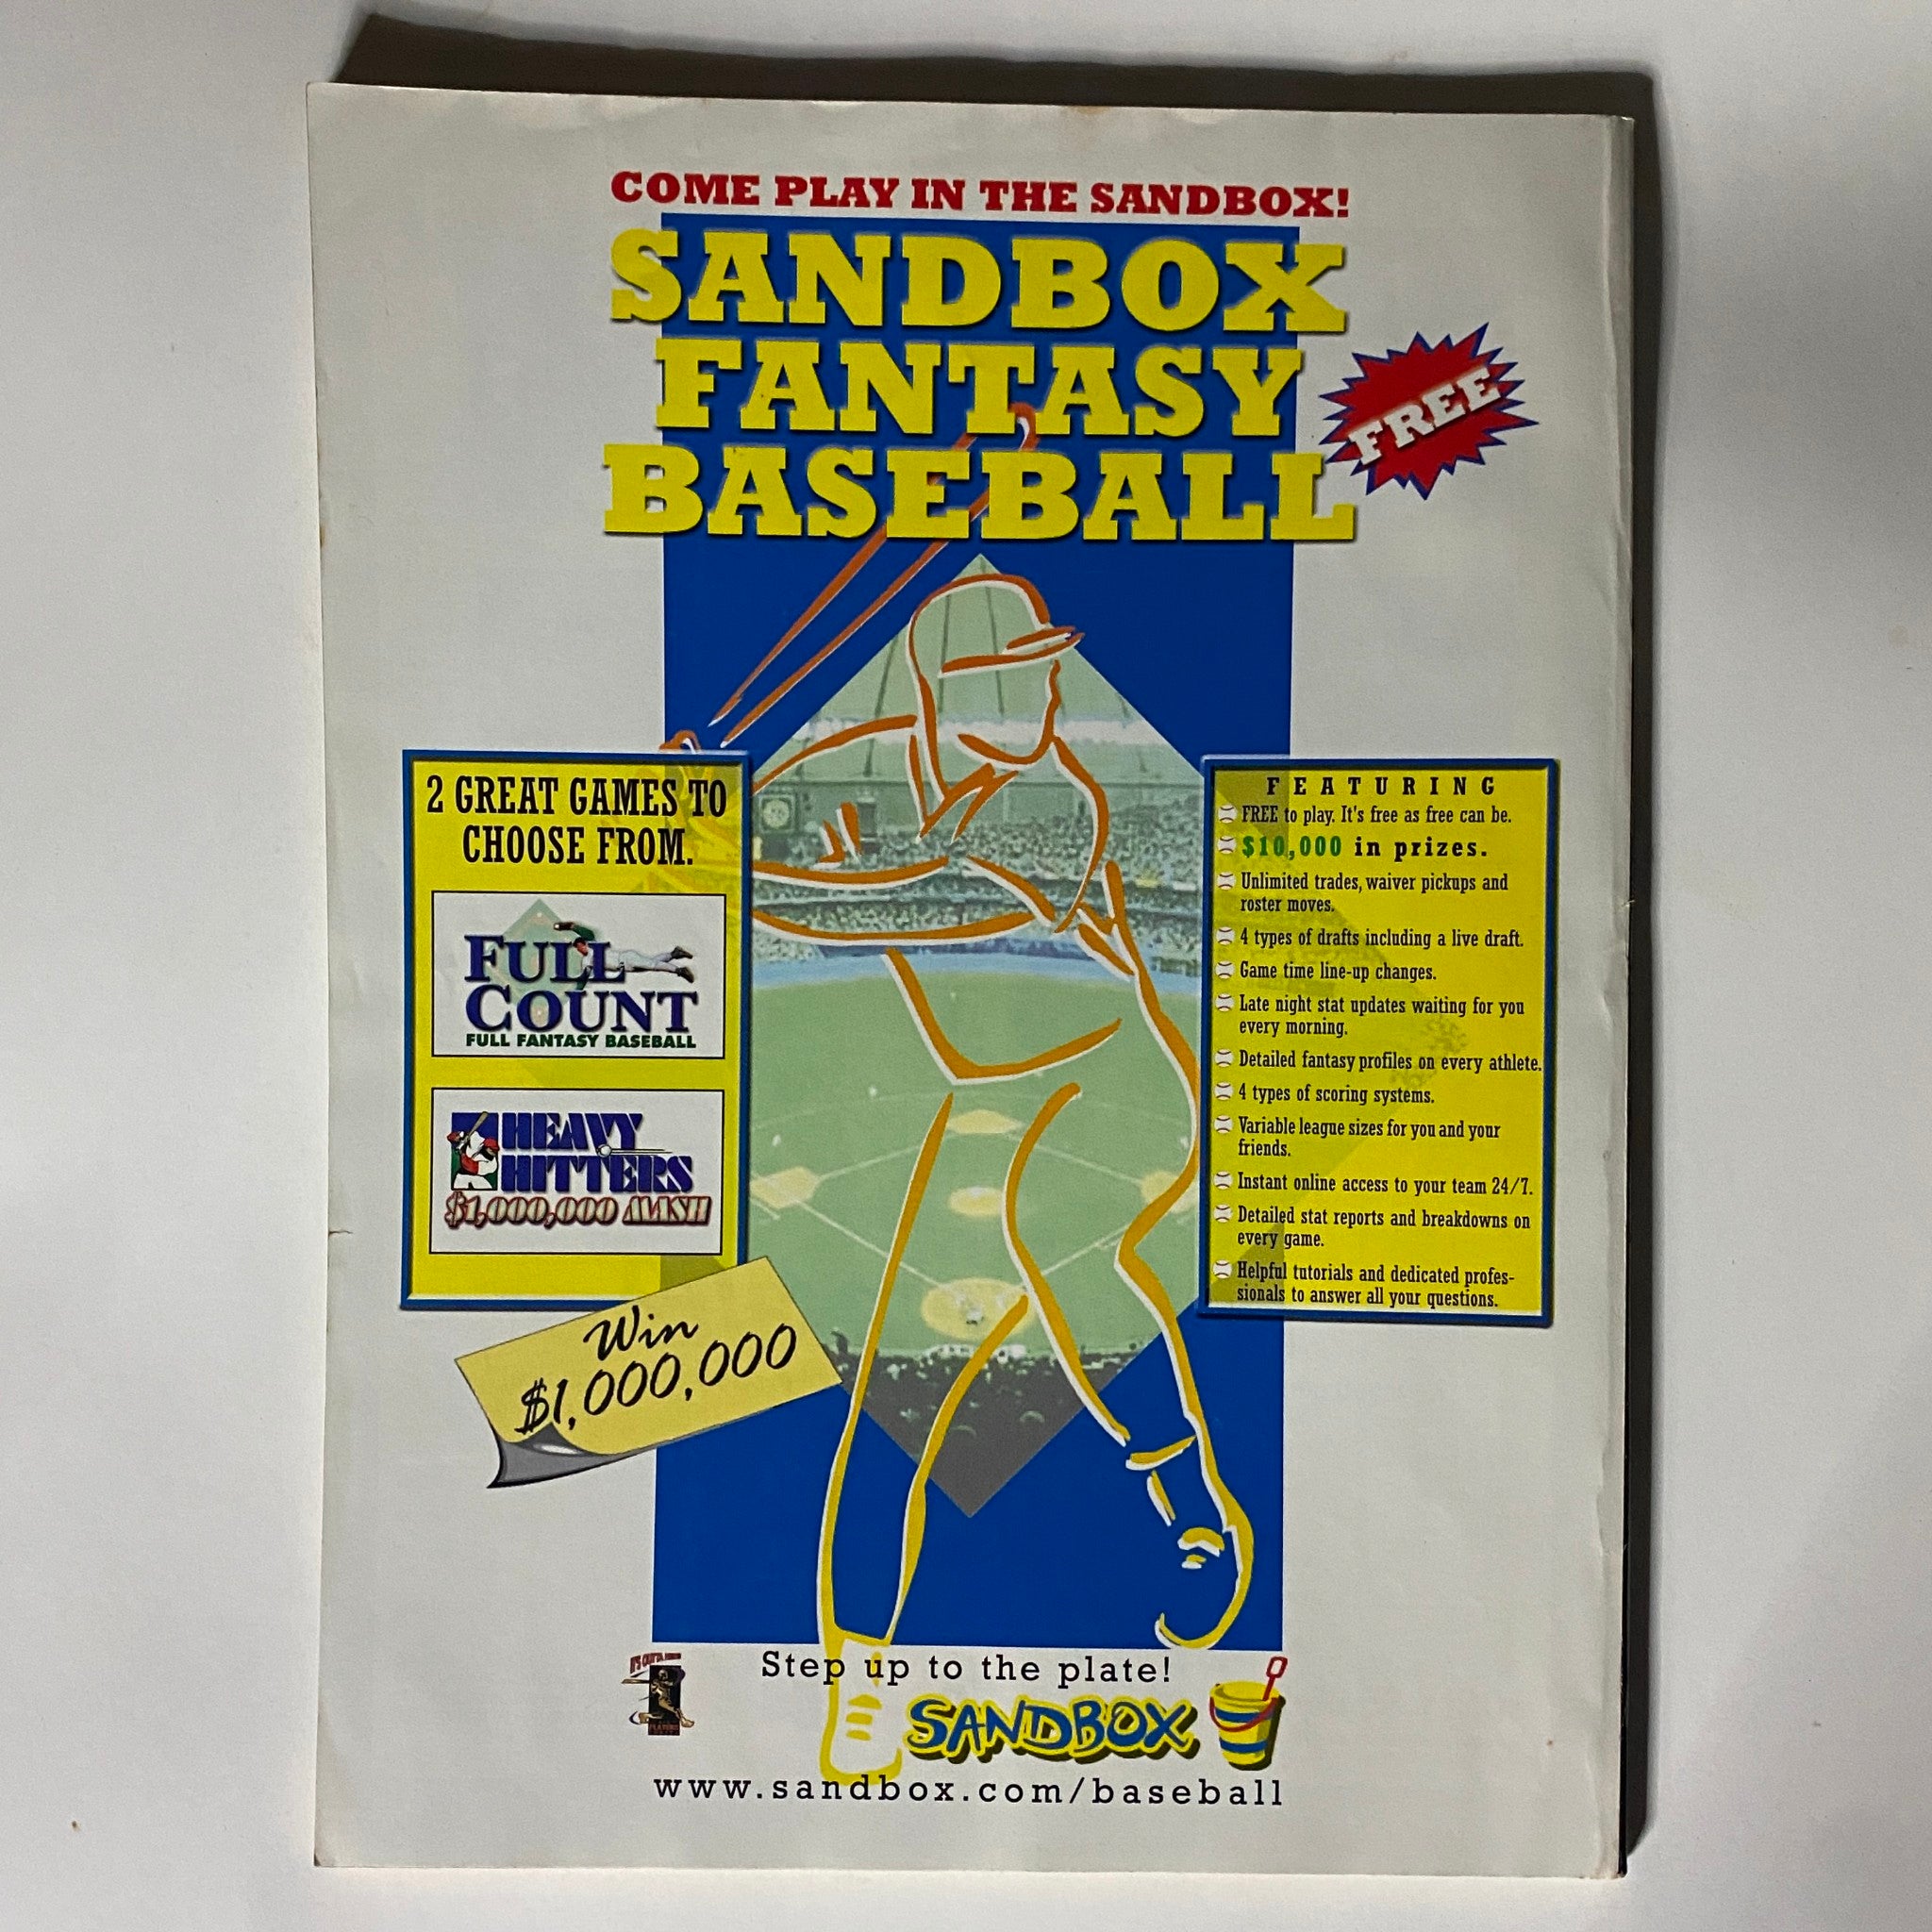 COME PLAY IN THE SANDBOX!
SANDBOX
FANTASY
BASEBALL
FREE
2 GREAT GAMES TO
CHOOSE FROM.
FULL
COUNT
FULL FANTASY BASEBALL
HEAVY
HITTERS
$1,000,000 MASH
Win
$1,000,000
FEATURING
FREE to play. It's free as free can be.
$10,000 in prizes.
Unlimited trades, waiver pickups and
roster moves.
4 types of drafts including a live draft.
Game time line-up changes.
Late night stat updates waiting for you
every morning.
Detailed fantasy profiles on every athlete.
4 types of scoring systems.
Variable league sizes for you and your
friends.
Instant online access to your team 24/7.
Detailed stat reports and breakdowns on
every game.
Helpful tutorials and dedicated profes-
sionals to answer all your questions.
Step up to the plate!
SANDBOX
www.sandbox.com/baseball